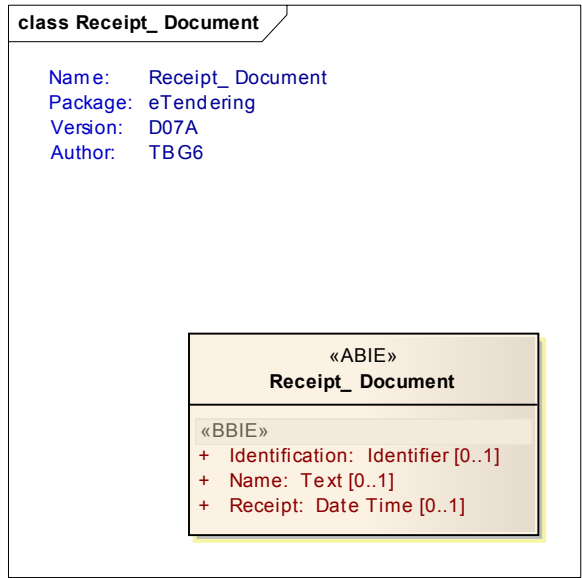 class Receipt_ Document
Name: Receipt_ Document
Package: eTendering
Version: D07A
Author: TBG6
«ABIE»
Receipt_ Document
«BBIE»
+ Identification: Identifier [0..1]
+ Name: Text [0..1]
+ Receipt: Date Time [0..1]